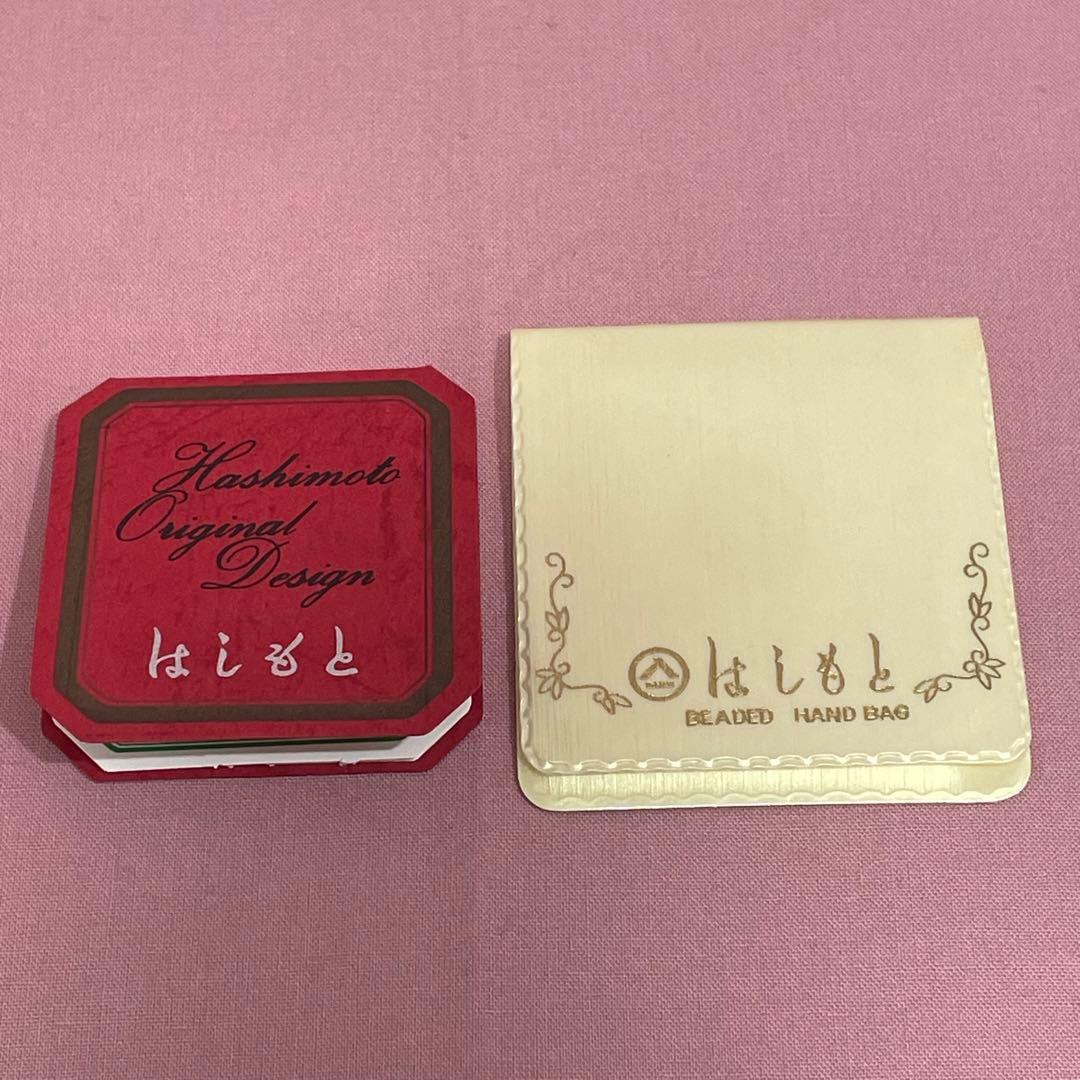 Hashimoto
Original
Design
はしもと
はしもと
BEADED HAND BAG